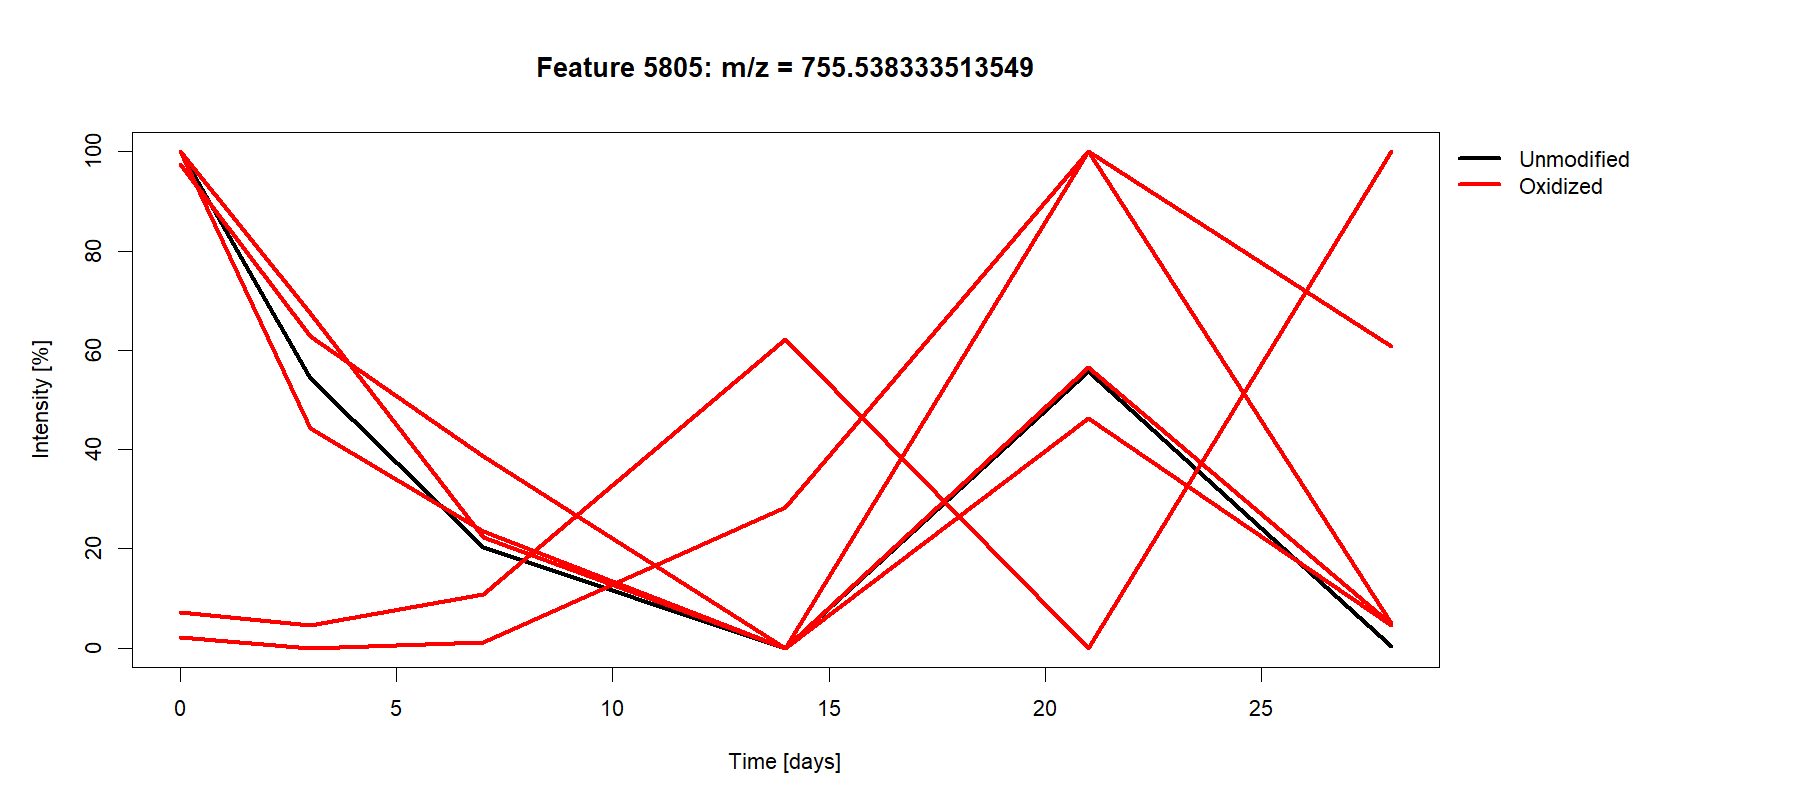 Feature 5805: m/z = 755.538333513549
Unmodified
Oxidized
Intensity [%]
100
80
60
40
20
0
0 5 10 15 20 25
Time [days]